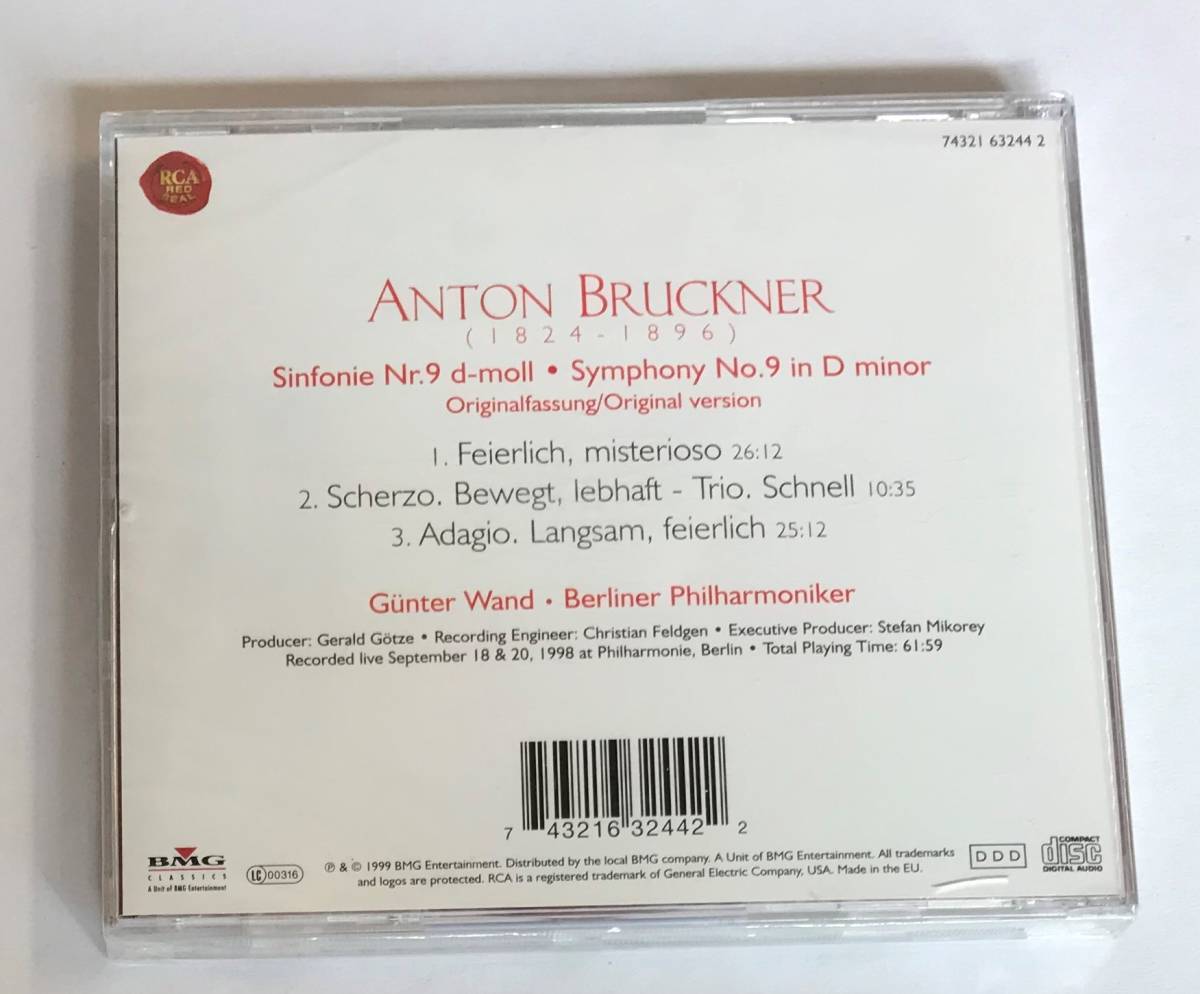 74321 63244 2
RCA
RED
SEAL
ANTON BRUCKNER
(1824-1896)
Sinfonie Nr.9 d-moll • Symphony No.9 in D minor
Originalfassung/Original version
1. Feierlich, misterioso 26:12
2. Scherzo. Bewegt, lebhaft - Trio. Schnell 10:35
3. Adagio. Langsam, feierlich 25:12
Günter Wand • Berliner Philharmoniker
Producer: Gerald Götze • Recording Engineer: Christian Feldgen • Executive Producer: Stefan Mikorey
Recorded live September 18 & 20, 1998 at Philharmonie, Berlin • Total Playing Time: 61:59
7 43216 32442 2
BMG
CLASSICS
A Unit of BMG Entertainment
LC 00316
℗ & © 1999 BMG Entertainment. Distributed by the local BMG company. A Unit of BMG Entertainment. All trademarks
and logos are protected. RCA is a registered trademark of General Electric Company, USA. Made in the EU.
DDD
COMPACT
disc
DIGITAL AUDIO